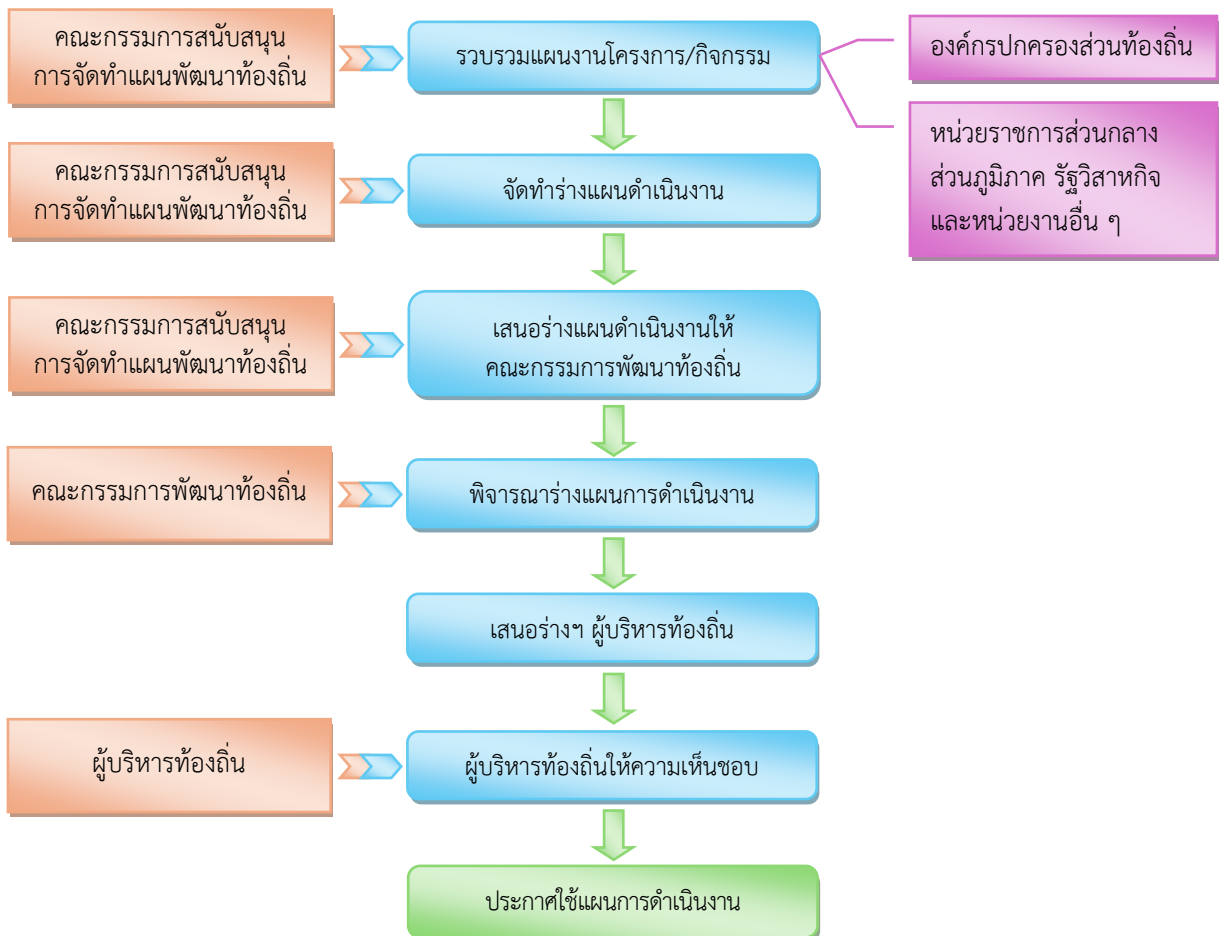 คณะกรรมการสนับสนุน
การจัดทำแผนพัฒนาท้องถิ่น
รวบรวมแผนงานโครงการ/กิจกรรม
องค์กรปกครองส่วนท้องถิ่น
หน่วยราชการส่วนกลาง
ส่วนภูมิภาค รัฐวิสาหกิจ
และหน่วยงานอื่น ๆ
คณะกรรมการสนับสนุน
การจัดทำแผนพัฒนาท้องถิ่น
จัดทำร่างแผนดำเนินงาน
คณะกรรมการสนับสนุน
การจัดทำแผนพัฒนาท้องถิ่น
เสนอร่างแผนดำเนินงานให้
คณะกรรมการพัฒนาท้องถิ่น
คณะกรรมการพัฒนาท้องถิ่น
พิจารณาร่างแผนการดำเนินงาน
เสนอร่างฯ ผู้บริหารท้องถิ่น
ผู้บริหารท้องถิ่น
ผู้บริหารท้องถิ่นให้ความเห็นชอบ
ประกาศใช้แผนการดำเนินงาน